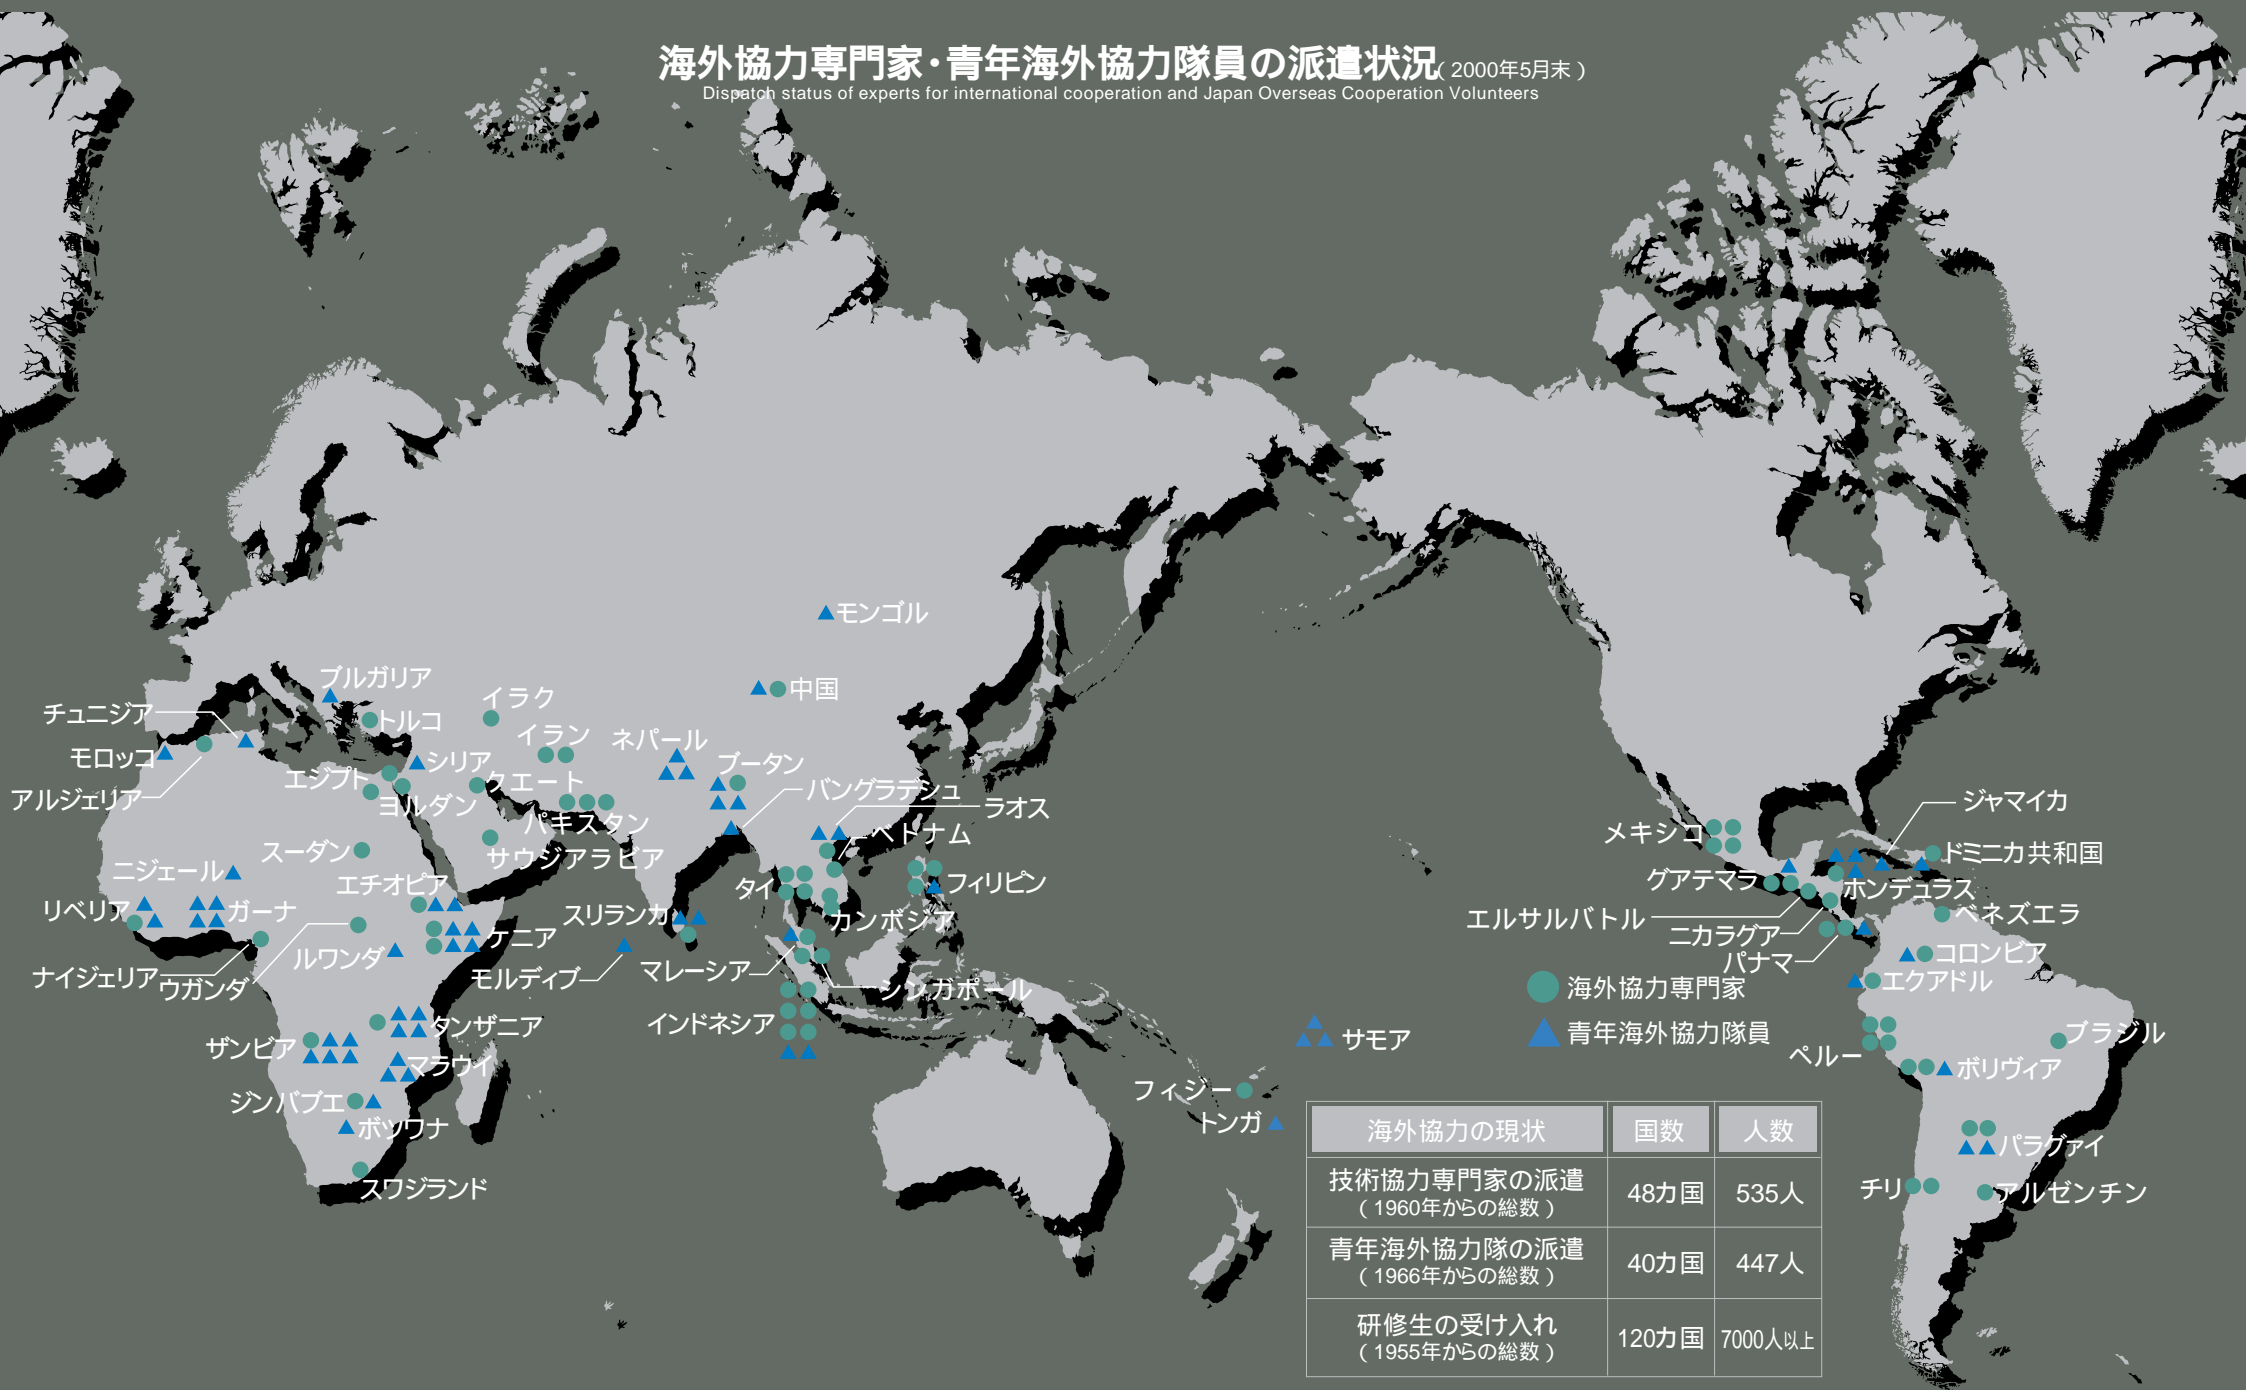 海外協力専門家・青年海外協力隊員の派遣状況(2000年5月末)
Dispatch status of experts for international cooperation and Japan Overseas Cooperation Volunteers
モンゴル
中国
ブルガリア
チュニジア
トルコ
イラク
モロッコ
イラン
ネパール
シリア
ブータン
エジプト
クエート
アルジェリア
ヨルダン
バングラデシュ
ラオス
パキスタン
ベトナム
スーダン
サウジアラビア
ニジェール
エチオピア
タイ
フィリピン
リベリア
ガーナ
スリランカ
カンボジア
ケニア
ルワンダ
ナイジェリア
ウガンダ
モルディブ
マレーシア
シンガポール
タンザニア
インドネシア
ザンビア
マラウイ
ジンバブエ
ボツワナ
スワジランド
サモア
フィジー
トンガ
ジャマイカ
メキシコ
ドミニカ共和国
グアテマラ
ホンデュラス
エルサルバトル
ベネズエラ
ニカラグア
パナマ
コロンビア
エクアドル
ブラジル
ペルー
ボリヴィア
パラグァイ
チリ
アルゼンチン
海外協力専門家
青年海外協力隊員
海外協力の現状 国数 人数
技術協力専門家の派遣
(1960年からの総数)
48カ国 535人
青年海外協力隊の派遣
(1966年からの総数)
40カ国 447人
研修生の受け入れ
(1955年からの総数)
120カ国 7000人以上